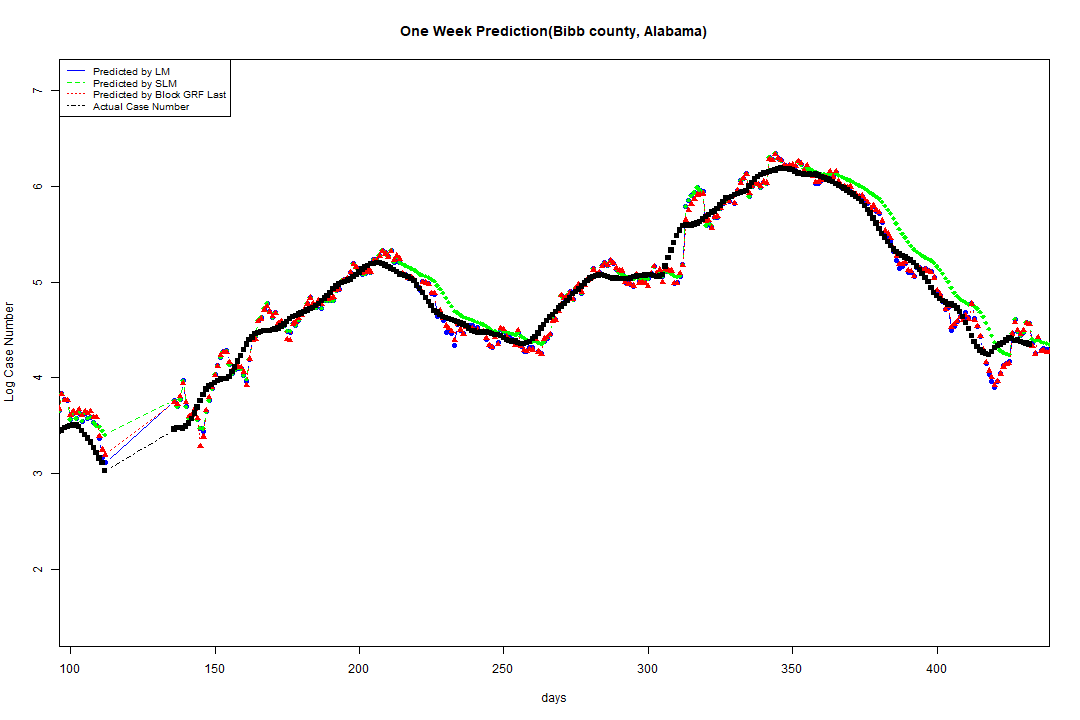 One Week Prediction(Bibb county, Alabama)
Predicted by LM
Predicted by SLM
Predicted by Block GRF Last
Actual Case Number
7
6
5
4
3
2
Log Case Number
100 150 200 250 300 350 400
days